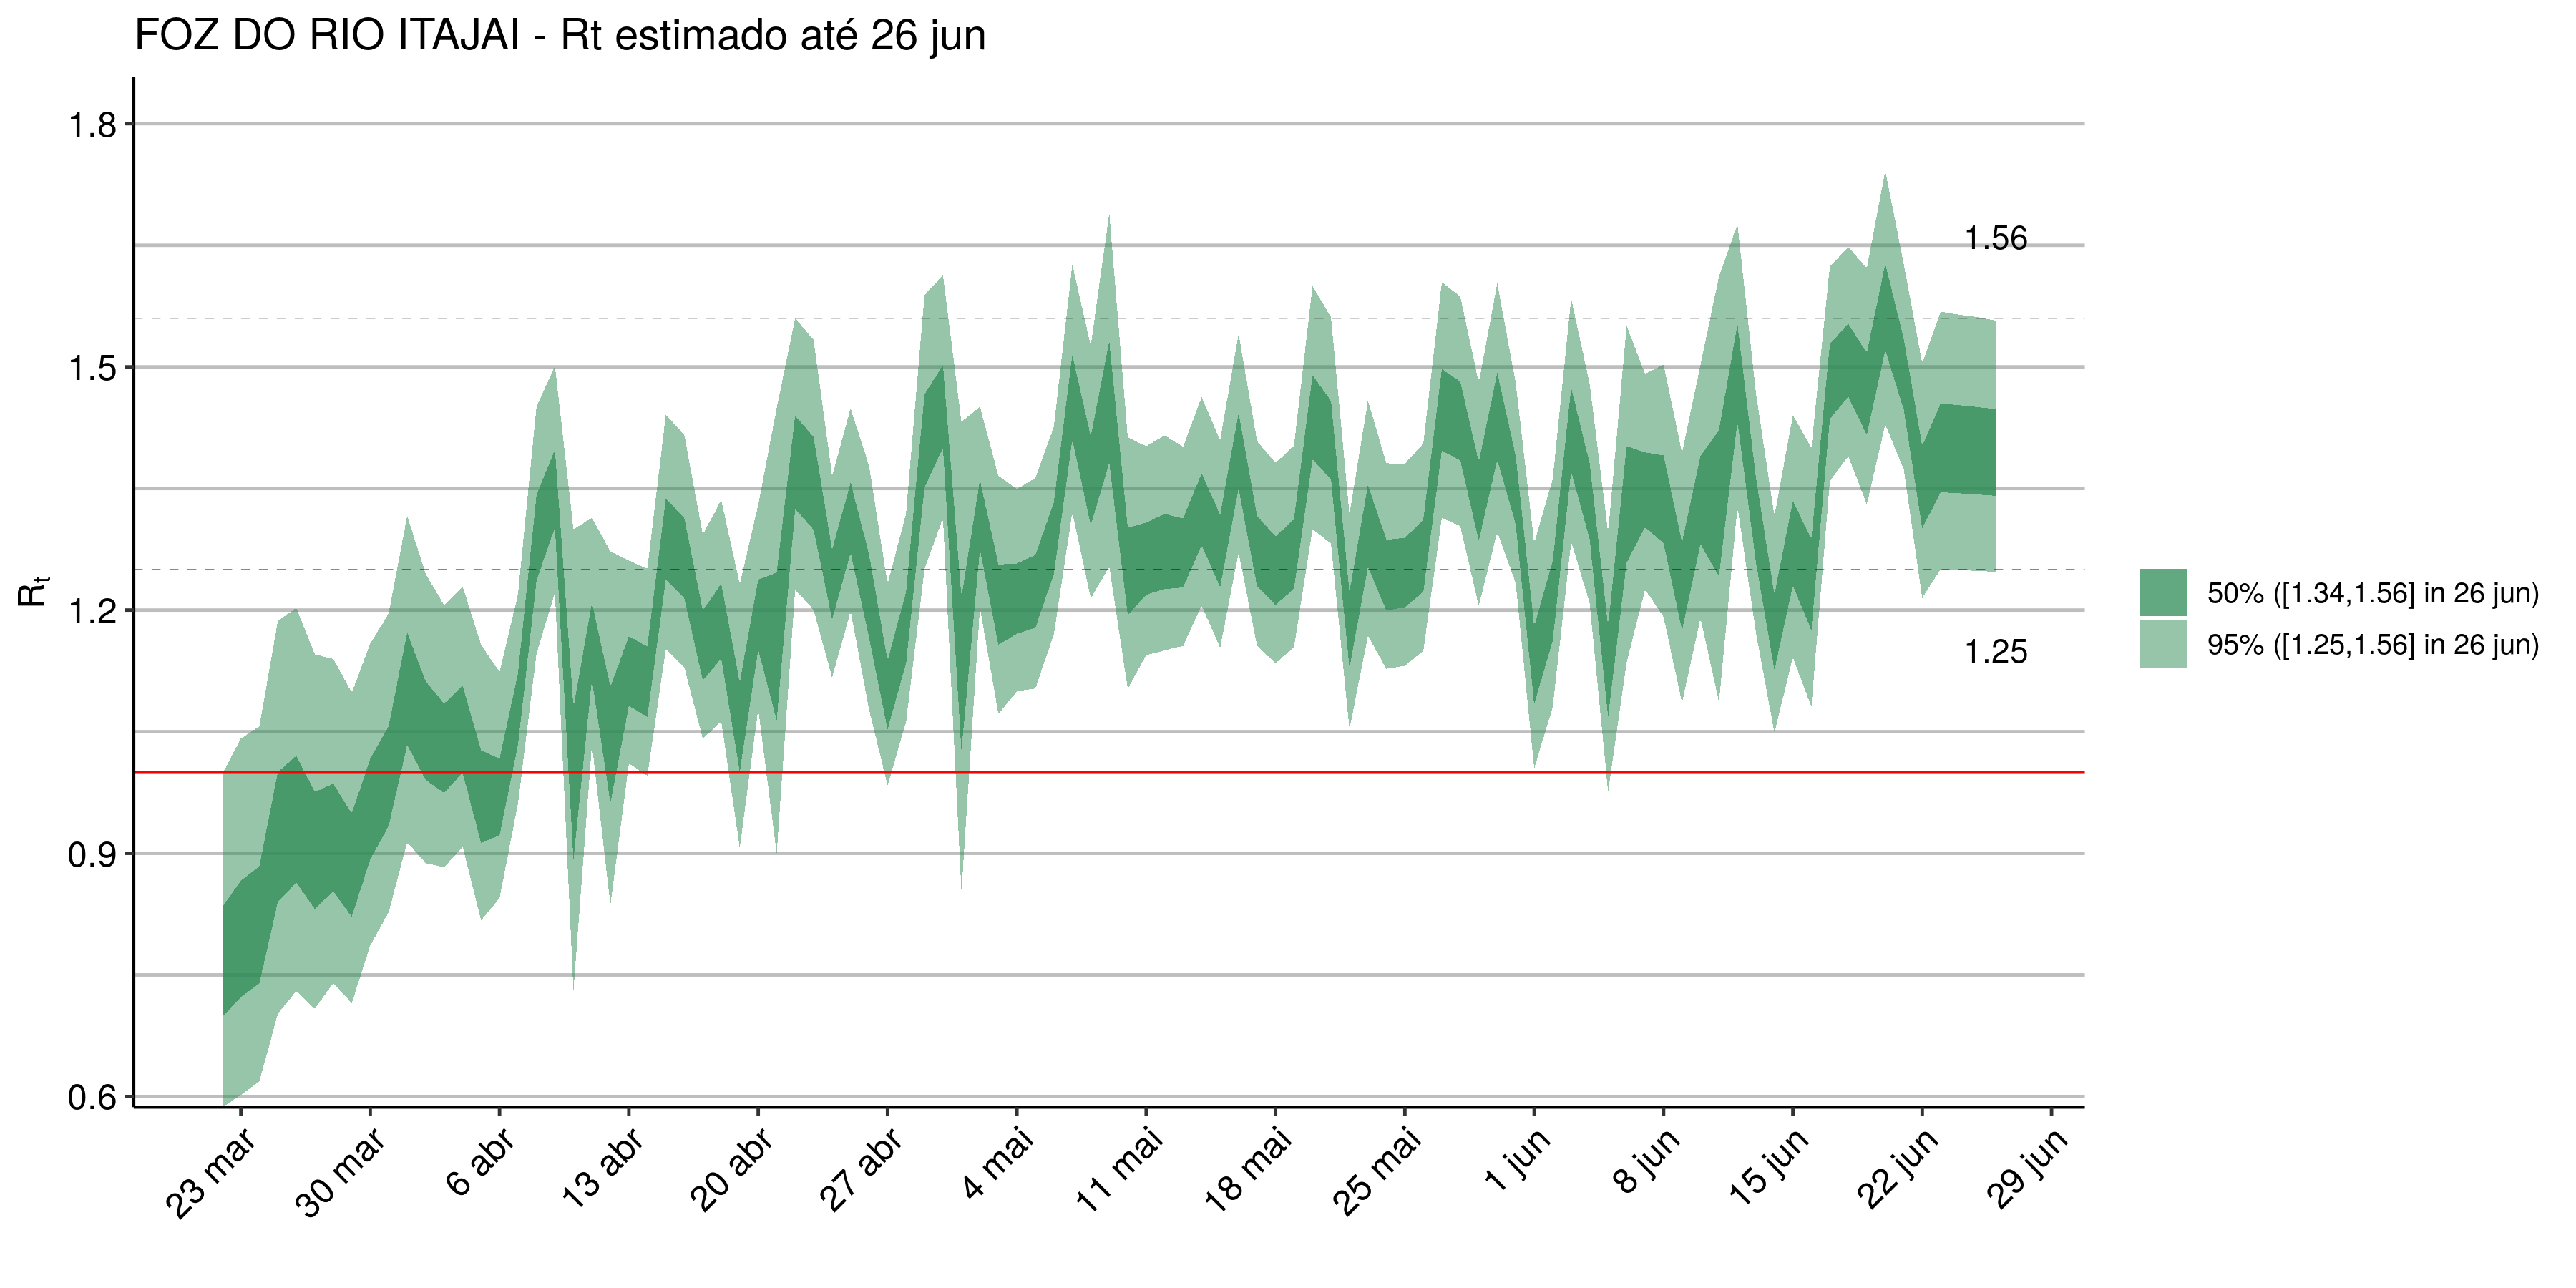 FOZ DO RIO ITAJAI - Rt estimado até 26 jun
1.8
1.5
1.2
0.9
0.6
Rt
1.56
1.25
50% ([1.34,1.56] in 26 jun)
95% ([1.25,1.56] in 26 jun)
23 mar
30 mar
6 abr
13 abr
20 abr
27 abr
4 mai
11 mai
18 mai
25 mai
1 jun
8 jun
15 jun
22 jun
29 jun